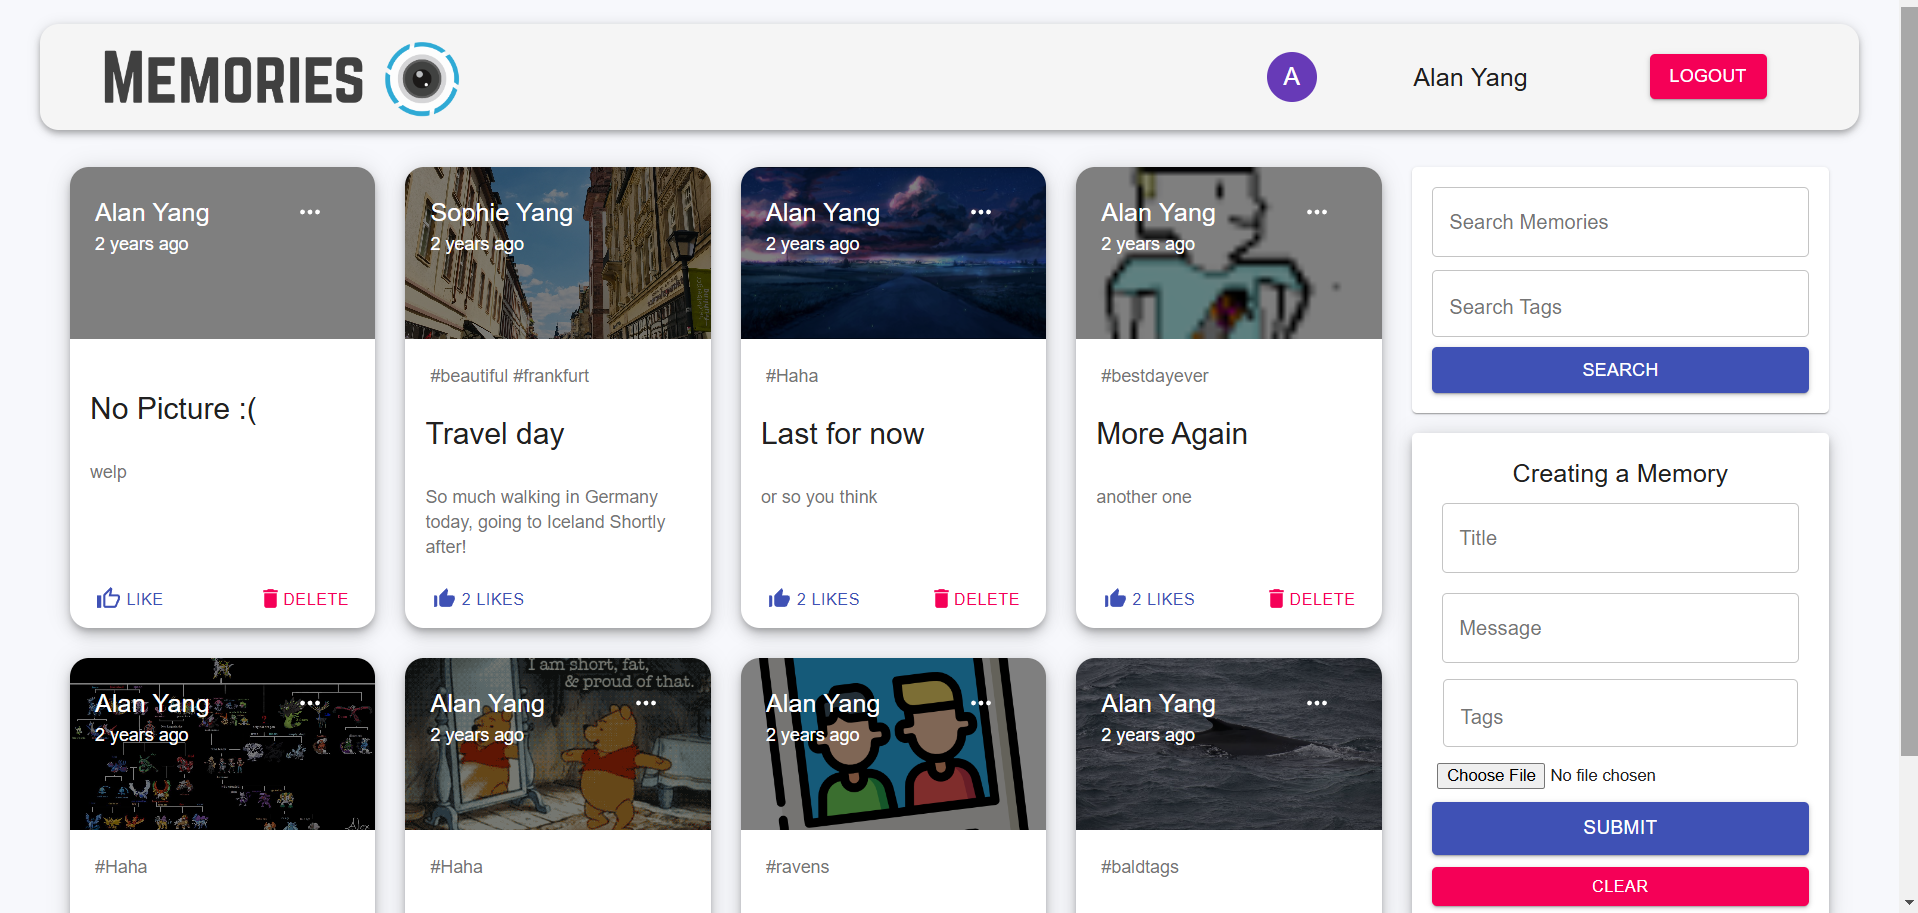 MEMORIES
A
Alan Yang
LOGOUT
Alan Yang
2 years ago
No Picture :(
welp
LIKE
DELETE
Sophie Yang
2 years ago
#beautiful #frankfurt
Travel day
So much walking in Germany
today, going to Iceland Shortly
after!
2 LIKES
Alan Yang
2 years ago
#Haha
Last for now
or so you think
2 LIKES
DELETE
Alan Yang
2 years ago
#bestdayever
More Again
another one
2 LIKES
DELETE
Alan Yang
2 years ago
#Haha
I am short, fat,
& proud of that.
Alan Yang
2 years ago
#Haha
Alan Yang
2 years ago
#ravens
Alan Yang
2 years ago
#baldtags
Search Memories
Search Tags
SEARCH
Creating a Memory
Title
Message
Tags
Choose File No file chosen
SUBMIT
CLEAR